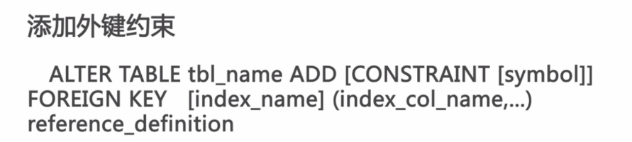 添加外键约束
ALTER TABLE tbl_name ADD [CONSTRAINT [symbol]]
FOREIGN KEY [index_name] (index_col_name,...)
reference_definition